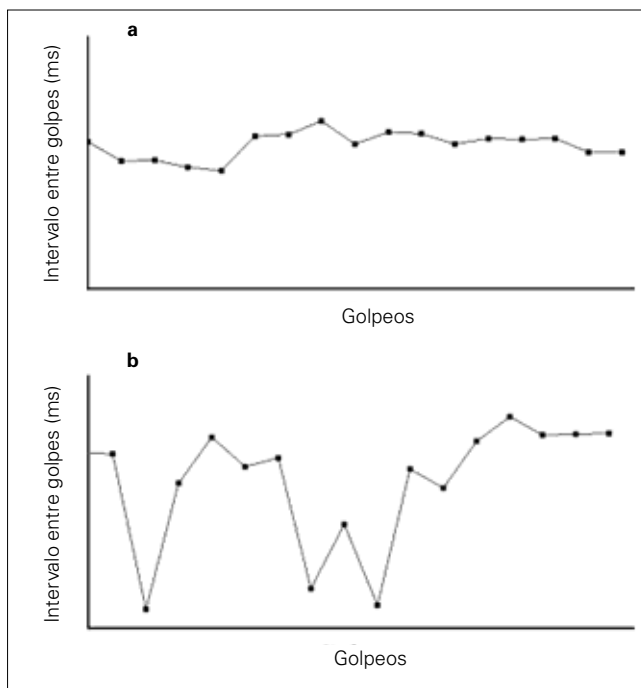 a
Intervalo entre golpes (ms)
Golpeos
b
Intervalo entre golpes (ms)
Golpeos